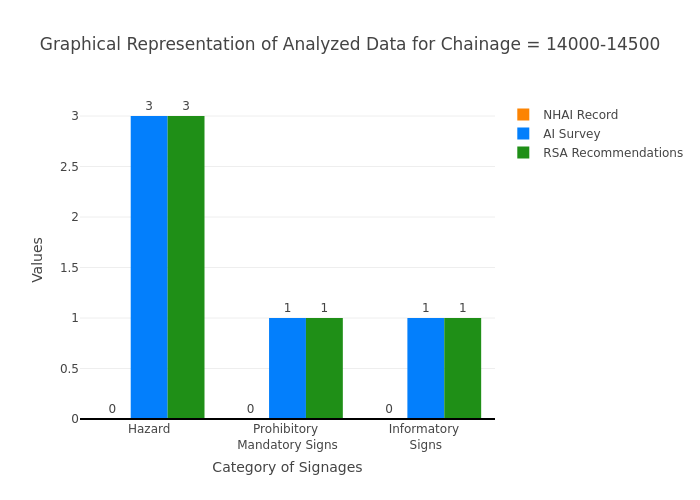 Graphical Representation of Analyzed Data for Chainage = 14000-14500
NHAI Record
AI Survey
RSA Recommendations
Values
3
2.5
2
1.5
1
0.5
0
0
3
3
0
1
1
0
1
1
Hazard
Prohibitory
Mandatory Signs
Informatory
Signs
Category of Signages